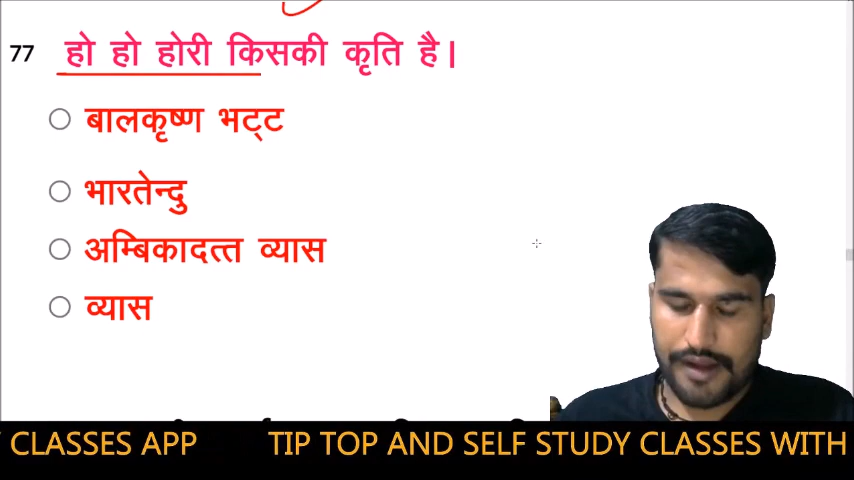 77 हो हो होरी किसकी कृति है।
बालकृष्ण भट्ट
भारतेन्दु
अम्बिकादत्त व्यास
व्यास
CLASSES APP TIP TOP AND SELF STUDY CLASSES WITH